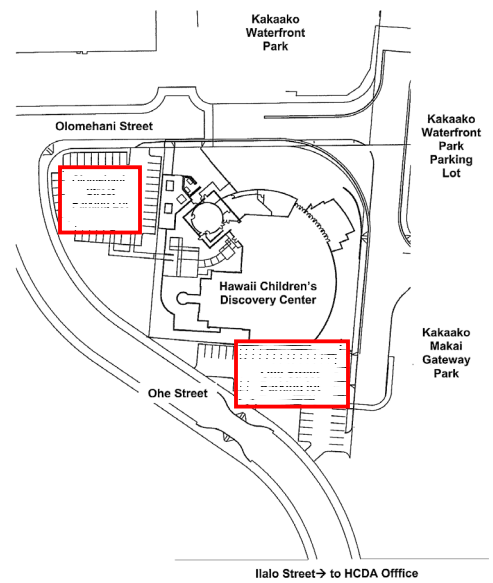 Kakaako
Waterfront
Park
Olomehani Street
Kakaako
Waterfront
Park
Parking
Lot
Hawaii Children's
Discovery Center
Kakaako
Makai
Gateway
Park
Ohe Street
Ilalo Street→ to HCDA Offfice